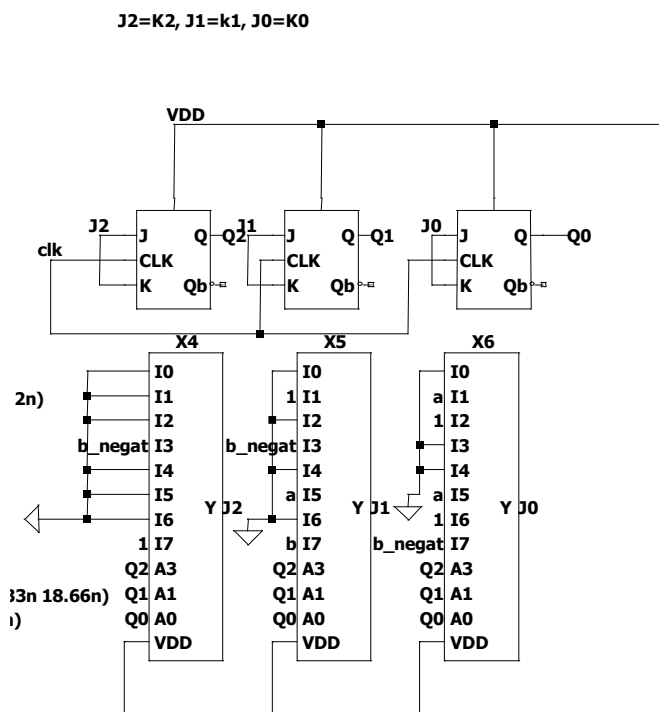 J2=K2, J1=k1, J0=K0
VDD
J2 J Q Q2 J1 J Q Q1 J0 J Q Q0
clk CLK CLK CLK
K Qb K Qb K Qb
X4 X5 X6
I0 I0 I0
2n) I1 1 I1 a I1
I2 I2 1 I2
b_negat I3 b_negat I3 I3
I4 I4 I4
I5 a I5 a I5
Y J2 Y J1 Y J0
I6 I6 1 I6
1 I7 b I7 b_negat I7
Q2 A3 Q2 A3 Q2 A3
33n 18.66n) Q1 A1 Q1 A1 Q1 A1
) Q0 A0 Q0 A0 Q0 A0
VDD VDD VDD